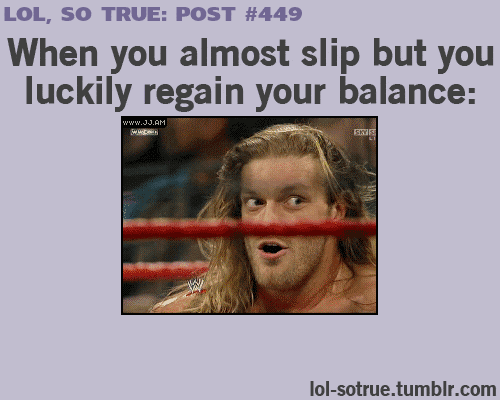 LOL, SO TRUE: POST #449
When you almost slip but you
luckily regain your balance:
www.JJ.AM
lol-sotrue.tumblr.com